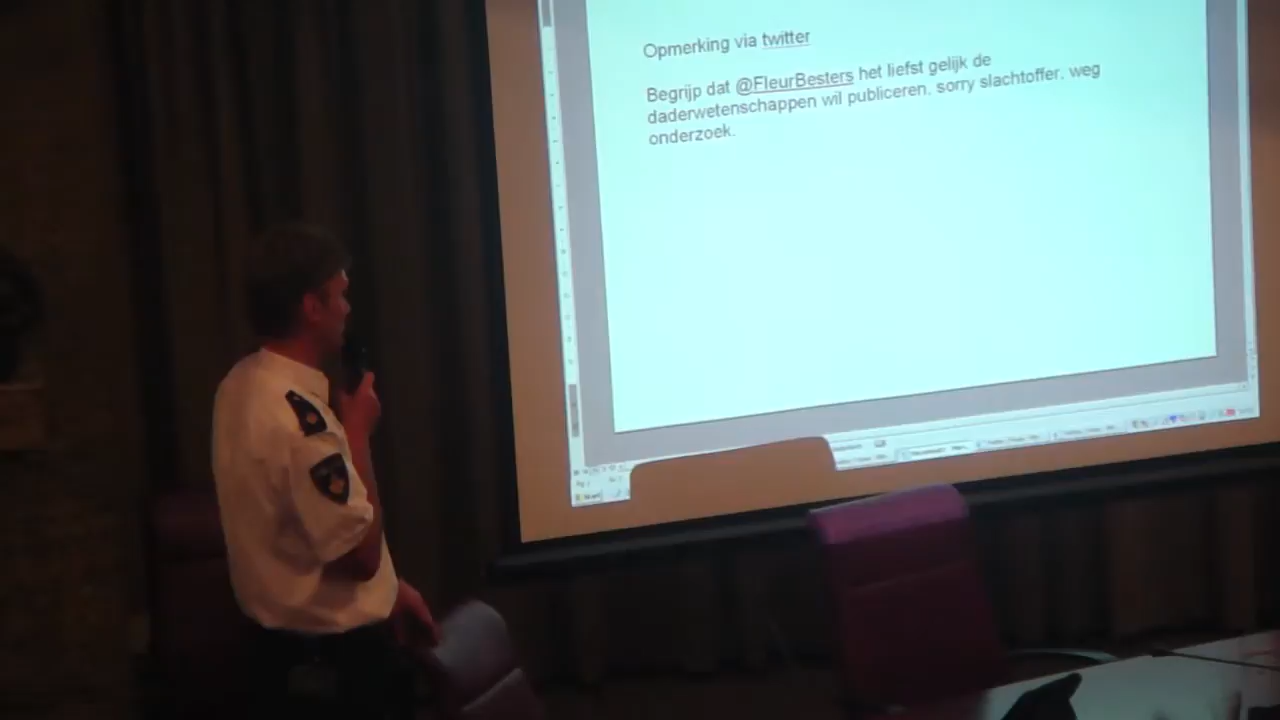 Opmerking via twitter
Begrijp dat @FleurBesters het liefst gelijk de
daderwetenschappen wil publiceren. sorry slachtoffer. weg
onderzoek.